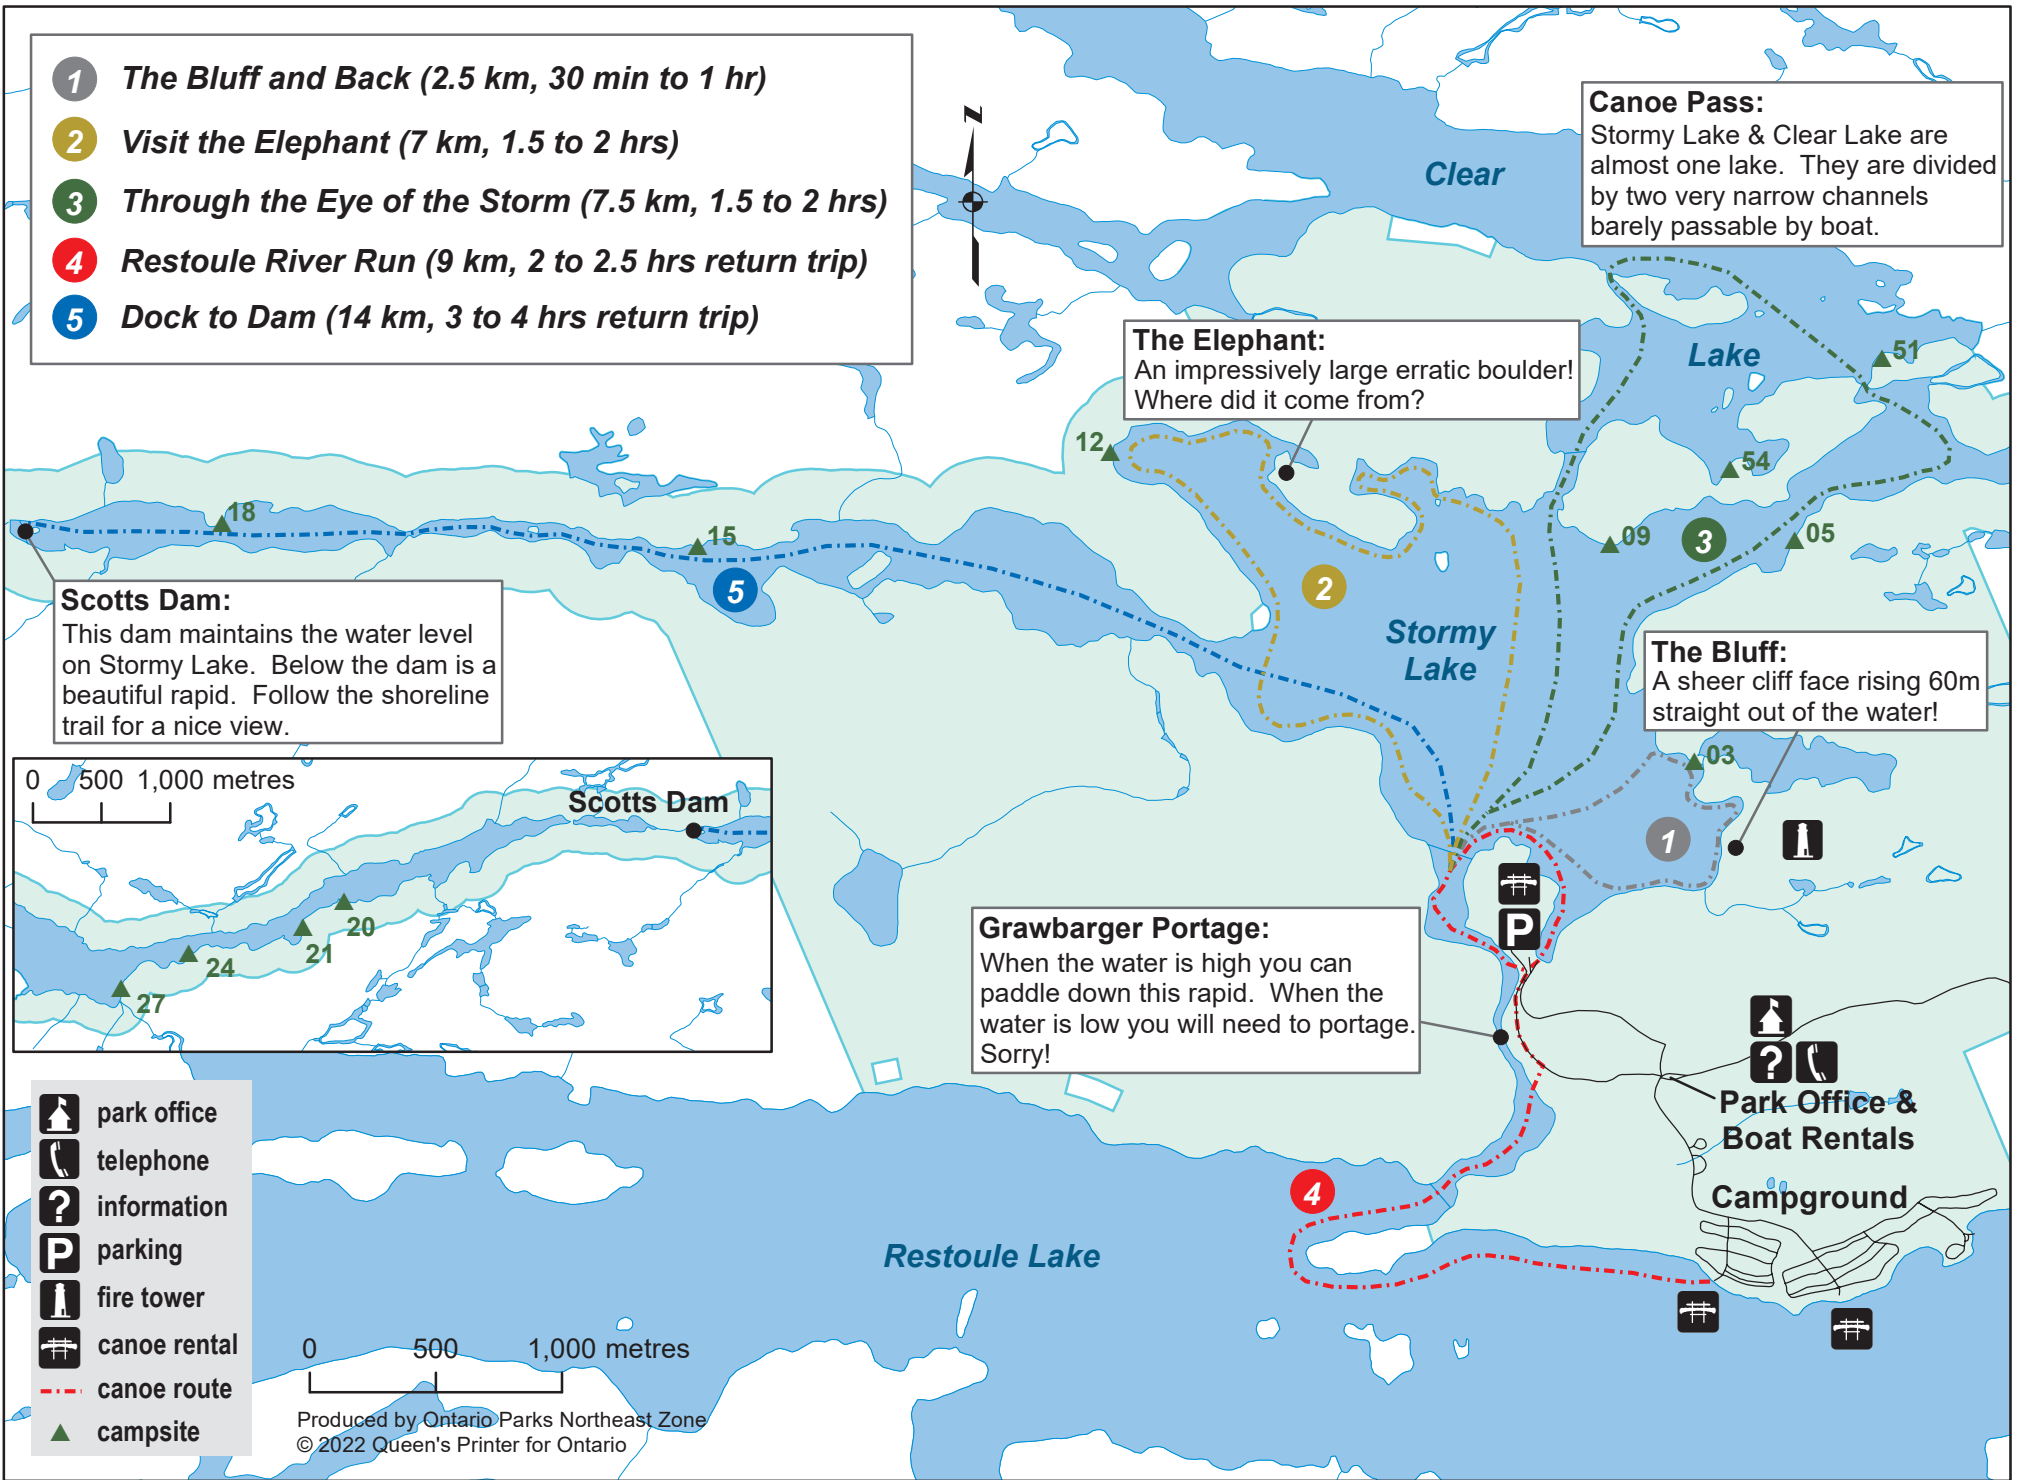 1 The Bluff and Back (2.5 km, 30 min to 1 hr)
2 Visit the Elephant (7 km, 1.5 to 2 hrs)
3 Through the Eye of the Storm (7.5 km, 1.5 to 2 hrs)
4 Restoule River Run (9 km, 2 to 2.5 hrs return trip)
5 Dock to Dam (14 km, 3 to 4 hrs return trip)
N
Clear
Lake
Canoe Pass:
Stormy Lake & Clear Lake are
almost one lake. They are divided
by two very narrow channels
barely passable by boat.
The Elephant:
An impressively large erratic boulder!
Where did it come from?
51
12
54
18
15
09
3
05
5
2
Stormy
Lake
Scotts Dam:
This dam maintains the water level
on Stormy Lake. Below the dam is a
beautiful rapid. Follow the shoreline
trail for a nice view.
The Bluff:
A sheer cliff face rising 60m
straight out of the water!
03
1
0 500 1,000 metres
Scotts Dam
20
21
24
27
P
Grawbarger Portage:
When the water is high you can
paddle down this rapid. When the
water is low you will need to portage.
Sorry!
?
Park Office &
Boat Rentals
Campground
4
Restoule Lake
park office
telephone
? information
P parking
fire tower
canoe rental
canoe route
campsite
0 500 1,000 metres
Produced by Ontario Parks Northeast Zone
© 2022 Queen's Printer for Ontario